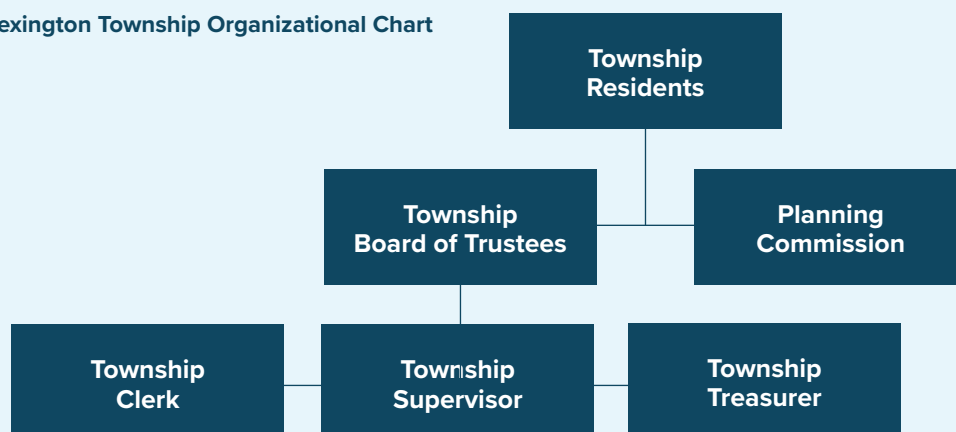 exington Township Organizational Chart
Township
Residents
Township
Board of Trustees
Planning
Commission
Township
Clerk
Township
Supervisor
Township
Treasurer